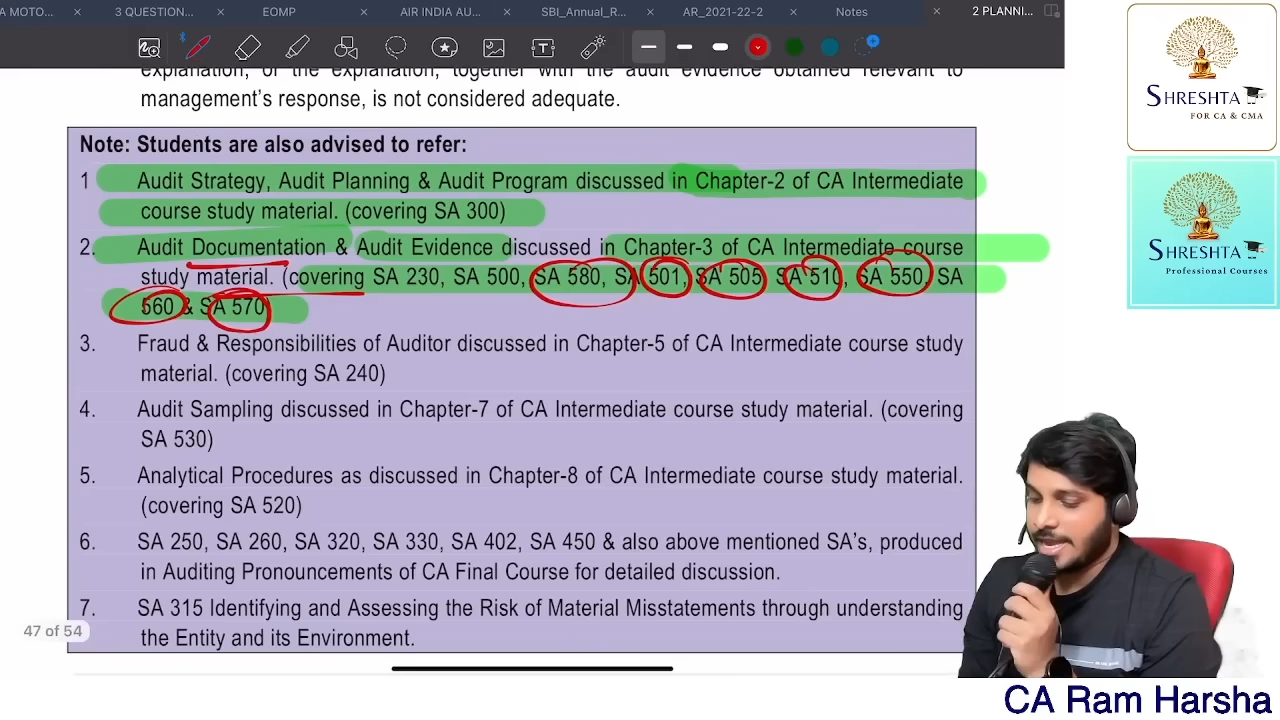 A MOTO...
3 QUESTION...
EOMP
AIR INDIA AU...
SBI_Annual_R...
AR_2021-22-2
Notes
2 PLANNI...
explanation, or the explanation, together with the audit evidence obtained relevant to
management's response, is not considered adequate.
Note: Students are also advised to refer:
1 Audit Strategy, Audit Planning & Audit Program discussed in Chapter-2 of CA Intermediate
course study material. (covering SA 300)
2. Audit Documentation & Audit Evidence discussed in Chapter-3 of CA Intermediate course
study material. (covering SA 230, SA 500, SA 580, SA 501, SA 505, SA 510, SA 550, SA
560 & SA 570)
3. Fraud & Responsibilities of Auditor discussed in Chapter-5 of CA Intermediate course study
material. (covering SA 240)
4. Audit Sampling discussed in Chapter-7 of CA Intermediate course study material. (covering
SA 530)
5. Analytical Procedures as discussed in Chapter-8 of CA Intermediate course study material.
(covering SA 520)
6. SA 250, SA 260, SA 320, SA 330, SA 402, SA 450 & also above mentioned SA's, produced
in Auditing Pronouncements of CA Final Course for detailed discussion.
7. SA 315 Identifying and Assessing the Risk of Material Misstatements through understanding
the Entity and its Environment.
47 of 54
SHRESHTA
FOR CA & CMA
SHRESHTA
Professional Courses
CA Ram Harsha